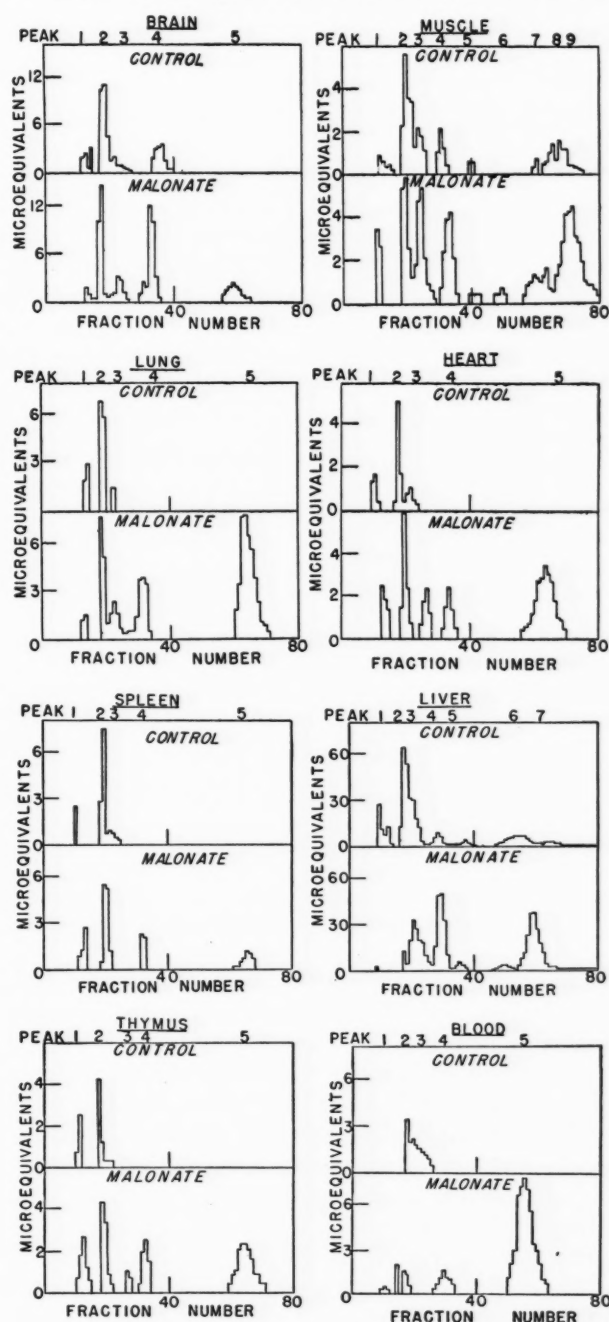 BRAIN
PEAK 1 2 3 4 5
CONTROL
12
6
0
MALONATE
12
6
0
MICROEQUIVALENTS
40 80
FRACTION NUMBER
MUSCLE
PEAK 1 2 3 4 5 6 7 8 9
CONTROL
4
2
0
MALONATE
4
2
0
MICROEQUIVALENTS
40 80
FRACTION NUMBER
LUNG
PEAK 1 2 3 4 5
CONTROL
6
3
MALONATE
6
3
0
MICROEQUIVALENTS
40 80
FRACTION NUMBER
HEART
PEAK 1 2 3 4 5
CONTROL
4
2
0
MALONATE
4
2
0
MICROEQUIVALENTS
40 80
FRACTION NUMBER
SPLEEN
PEAK 1 2 3 4 5
CONTROL
6
3
0
MALONATE
6
3
0
MICROEQUIVALENTS
40 80
FRACTION NUMBER
LIVER
PEAK 1 2 3 4 5 6 7
CONTROL
60
30
0
MALONATE
60
30
0
MICROEQUIVALENTS
40 80
FRACTION NUMBER
THYMUS
PEAK 1 2 3 4 5
CONTROL
4
2
0
MALONATE
4
2
0
MICROEQUIVALENTS
40 80
FRACTION NUMBER
BLOOD
PEAK 1 2 3 4 5
CONTROL
6
3
0
MALONATE
6
3
0
MICROEQUIVALENTS
40 80
FRACTION NUMBER